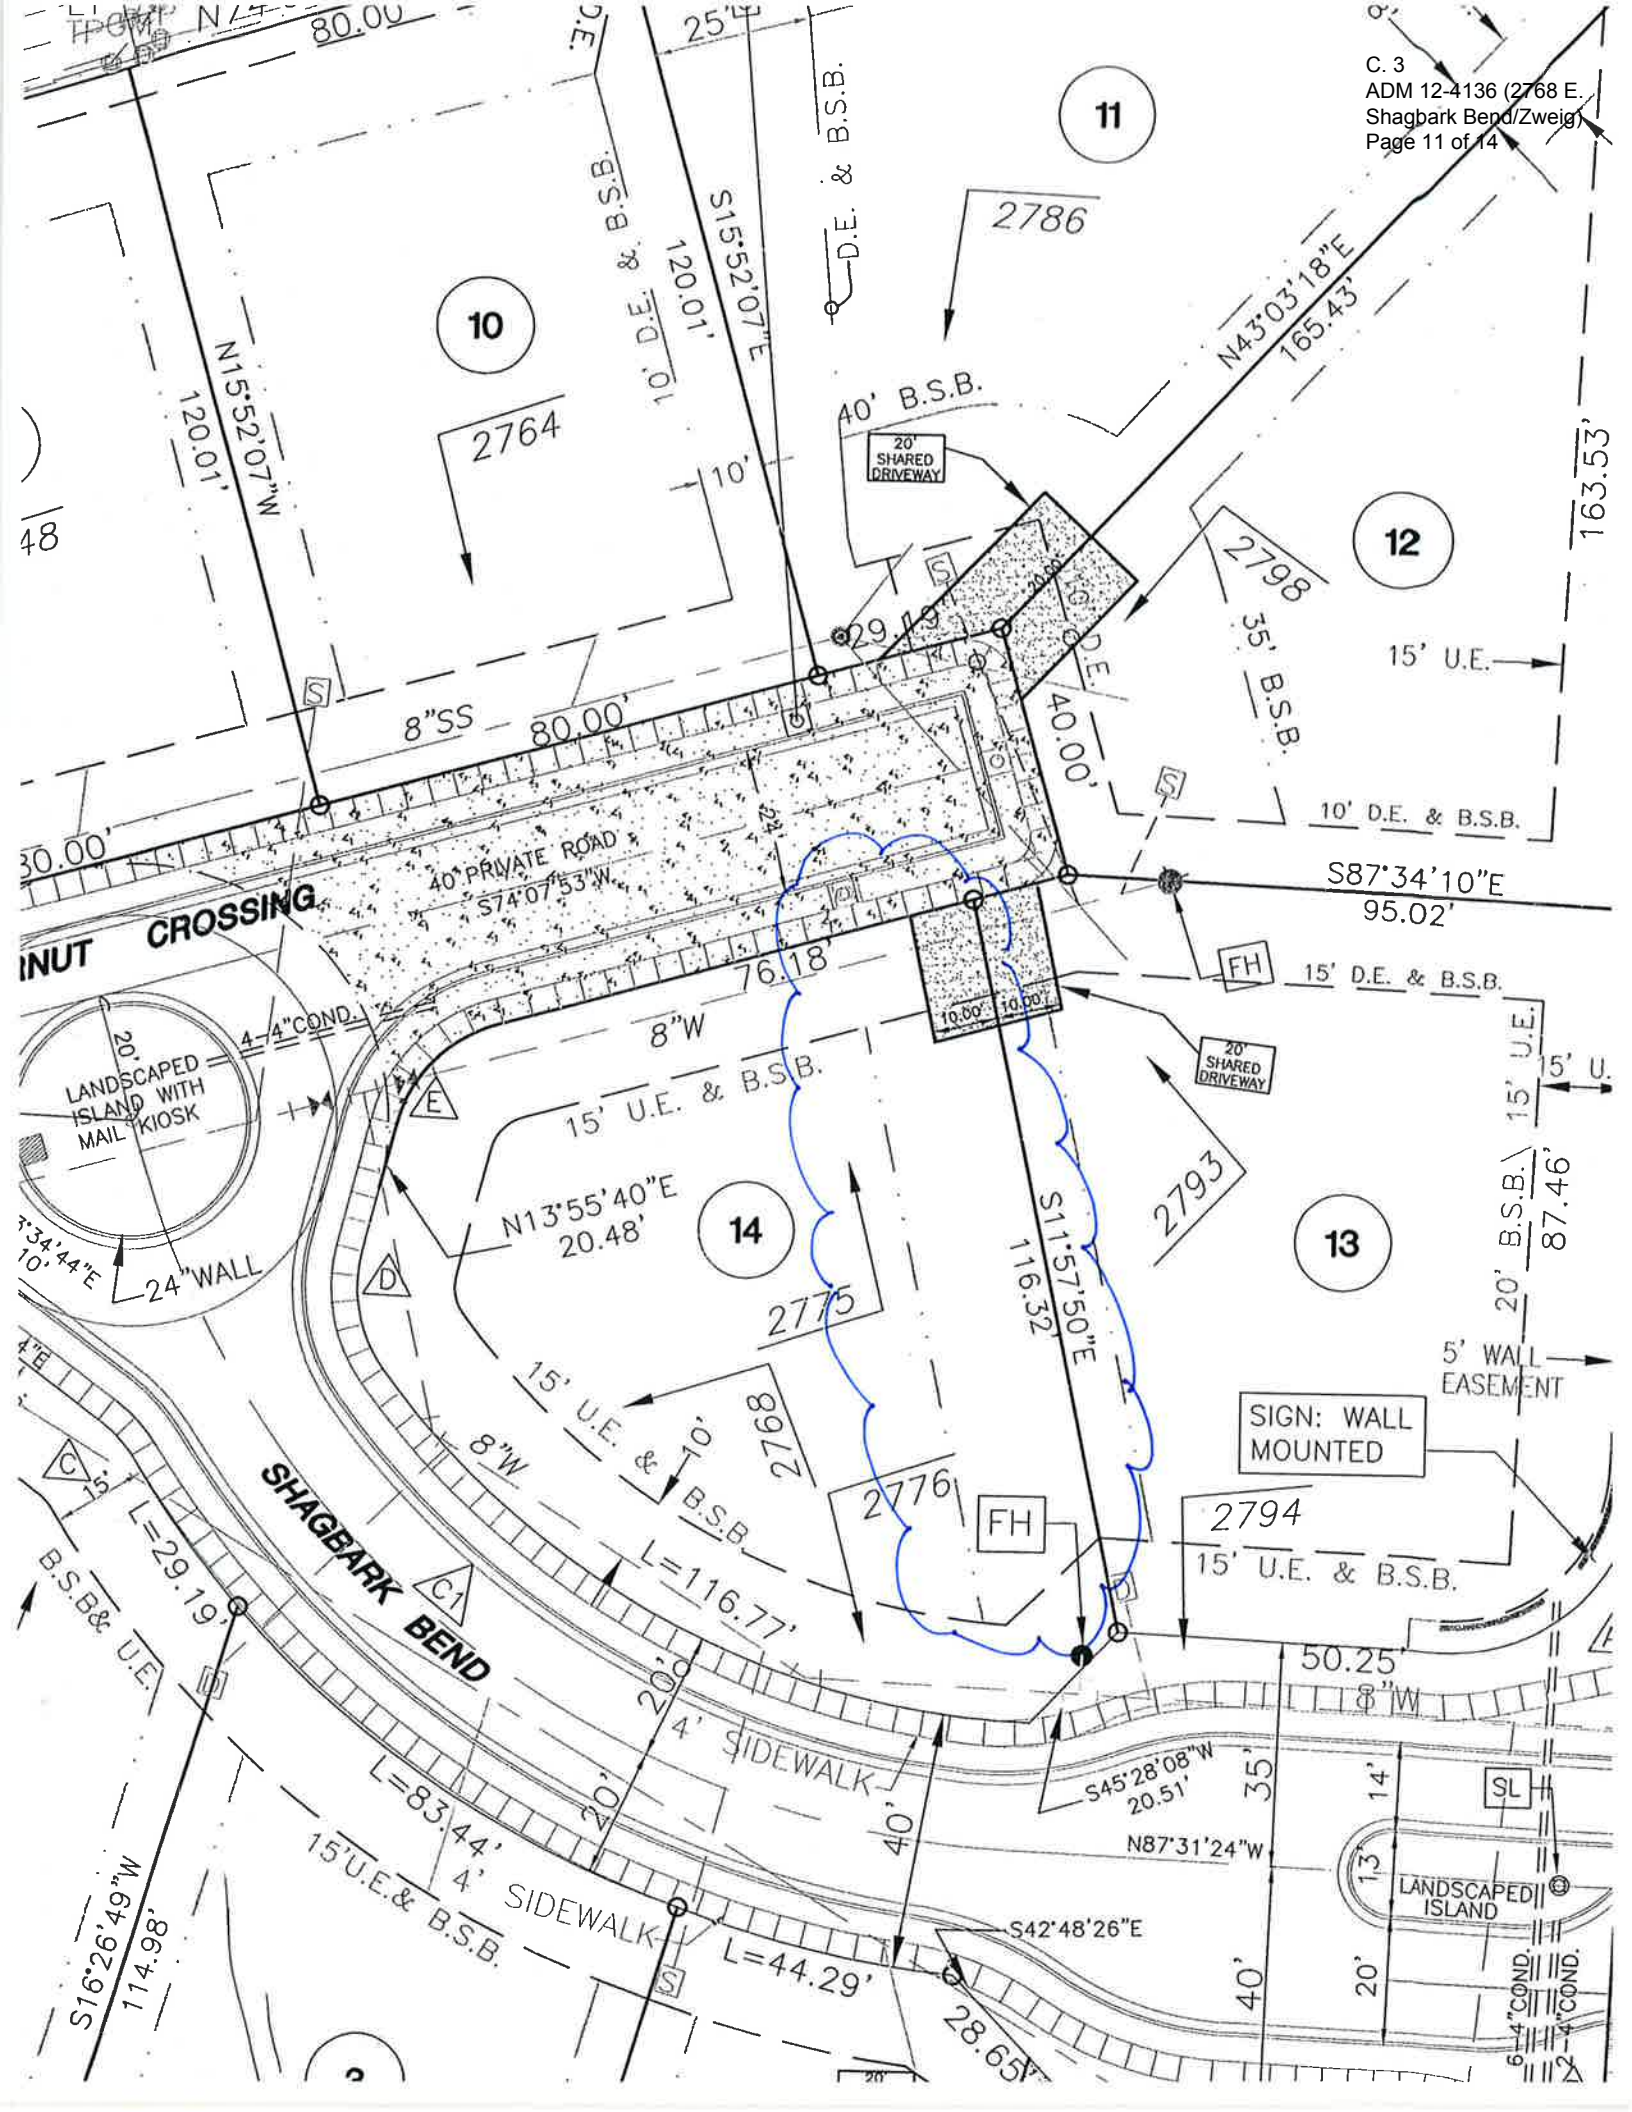 80.00'
25'
D.E.
C. 3
ADM 12-4136 (2768 E.
Shagbark Bend/Zweig)
Page 11 of 14
11
2786
D.E. & B.S.B.
10' D.E. & B.S.B.
S15°52'07"E
120.01'
10
2764
N15°52'07"W
120.01'
48
10'
40' B.S.B.
20'
SHARED
DRIVEWAY
N43°03'18"E
165.43'
163.53'
12
2798
35' B.S.B.
15' U.E.
S
S
29.19'
D.E.
40.00'
8"SS
80.00'
S
10' D.E. & B.S.B.
S87°34'10"E
95.02'
FH
15' D.E. & B.S.B.
24'
40' PRIVATE ROAD
S74°07'53"W
CROSSING
76.18'
8"W
10.00'
10.00'
20'
SHARED
DRIVEWAY
15' U.E. & B.S.B.
4-4"COND.
20'
LANDSCAPED
ISLAND WITH
MAIL KIOSK
E
N13°55'40"E
20.48'
14
2775
2793
13
S11°57'50"E
116.32'
15' U.E.
15' U.
20' B.S.B.
87.46'
24"WALL
D
10'
5' WALL
EASEMENT
SIGN: WALL
MOUNTED
15' U.E. & B.S.B.
10'
2768
2776
FH
2794
15' U.E. & B.S.B.
8"W
C
15'
L=29.19'
B.S.B& U.E.
SHAGBARK BEND
C1
L=116.77'
D
D
50.25'
8"W
20'
20'
4' SIDEWALK
40'
S45°28'08"W
20.51'
35'
14'
SL
N87°31'24"W
13'
LANDSCAPED
ISLAND
L=83.44'
15'U.E.& B.S.B.
4' SIDEWALK
S
L=44.29'
S42°48'26"E
28.65'
40'
20'
6-4"COND.
2-4"COND.
S16°26'49"W
114.98'
20'